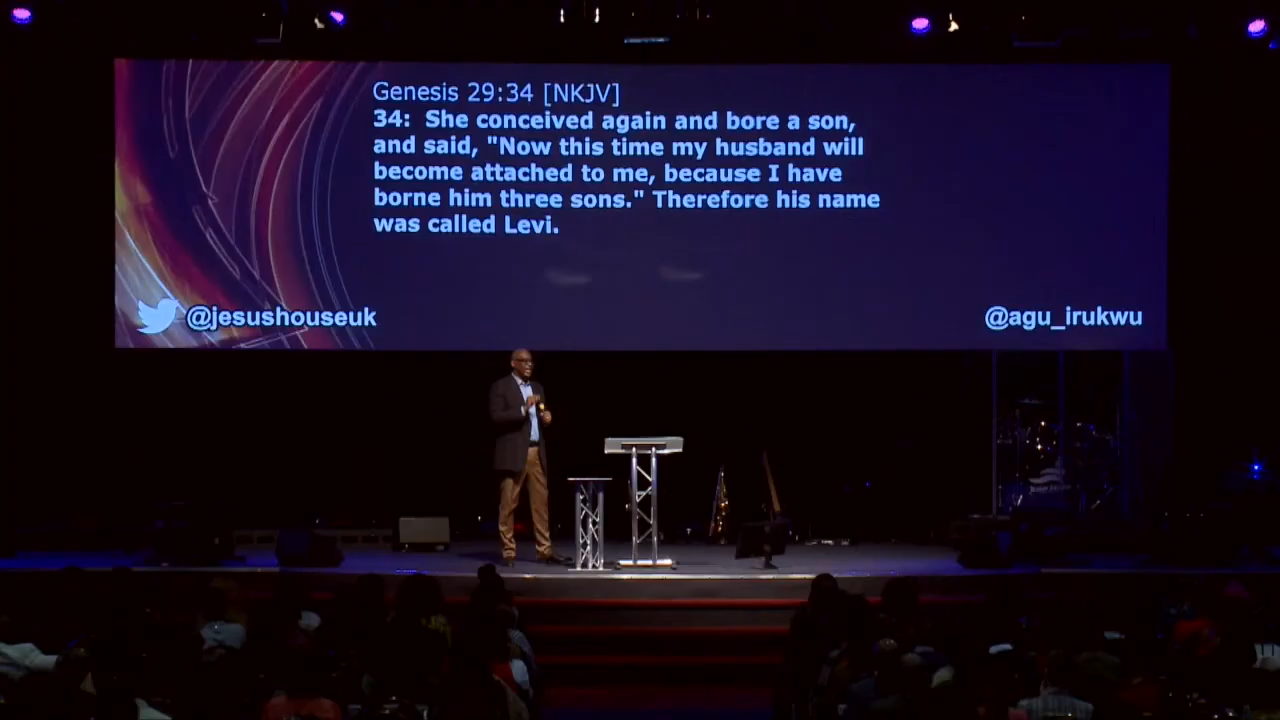 Genesis 29:34 [NKJV]
34: She conceived again and bore a son,
and said, "Now this time my husband will
become attached to me, because I have
borne him three sons." Therefore his name
was called Levi.
@jesushouseuk
@agu_irukwu